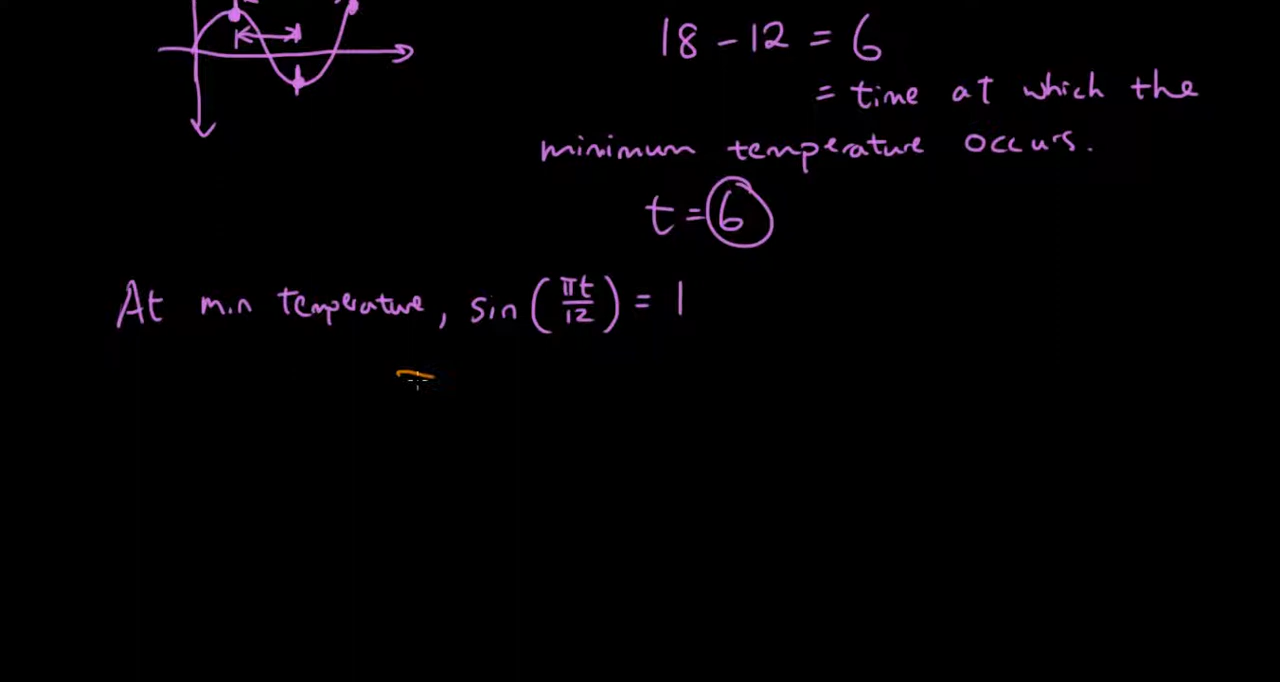 18 - 12 = 6
= time at which the
minimum temperature occurs.
t = 6
At min temperature, sin(πt/12) = 1